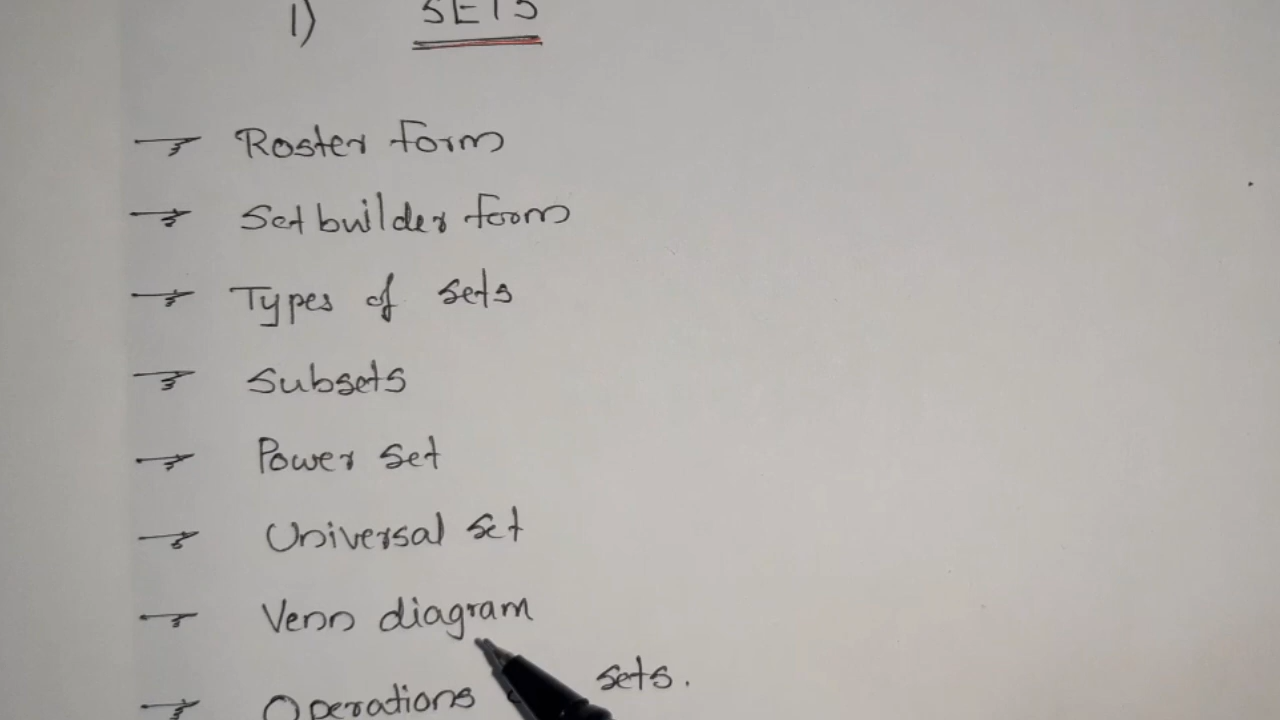 1) SETS
Roster form
Set builder form
Types of sets
Subsets
Power set
Universal set
Venn diagram
Operations sets.